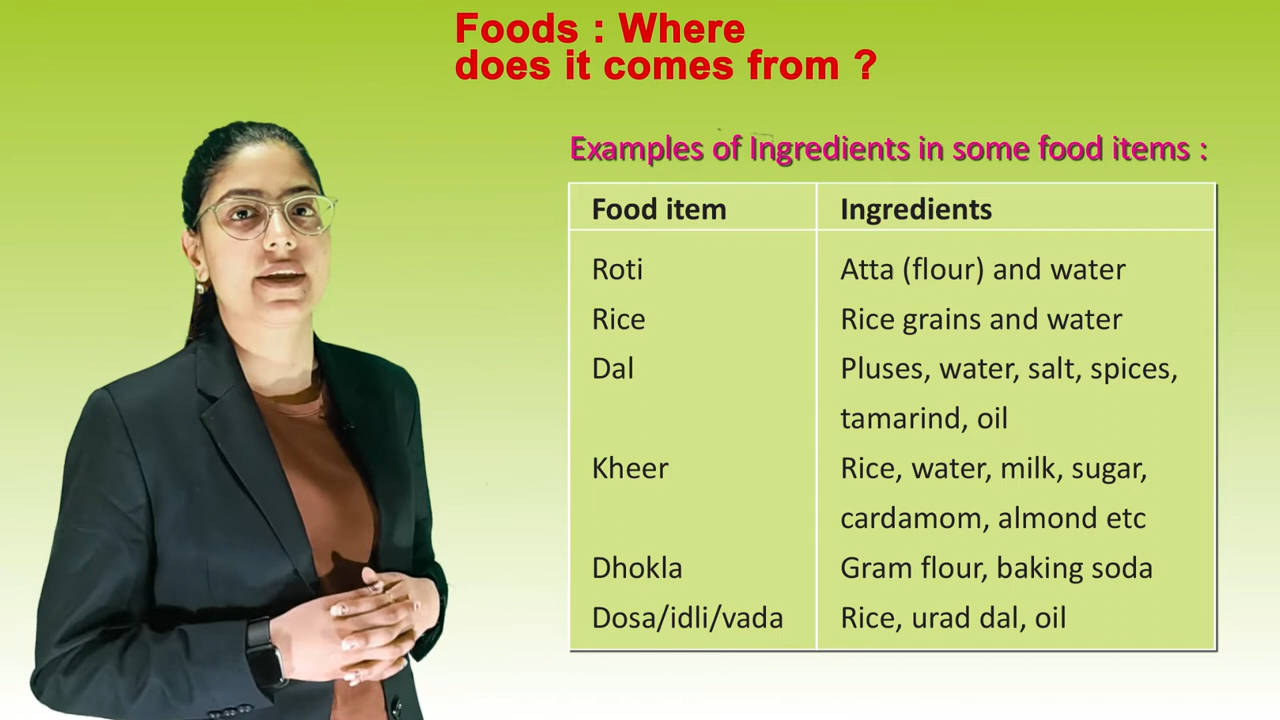 Foods : Where
does it comes from ?
Examples of Ingredients in some food items :
Food item Ingredients
Roti Atta (flour) and water
Rice Rice grains and water
Dal Pluses, water, salt, spices,
tamarind, oil
Kheer Rice, water, milk, sugar,
cardamom, almond etc
Dhokla Gram flour, baking soda
Dosa/idli/vada Rice, urad dal, oil